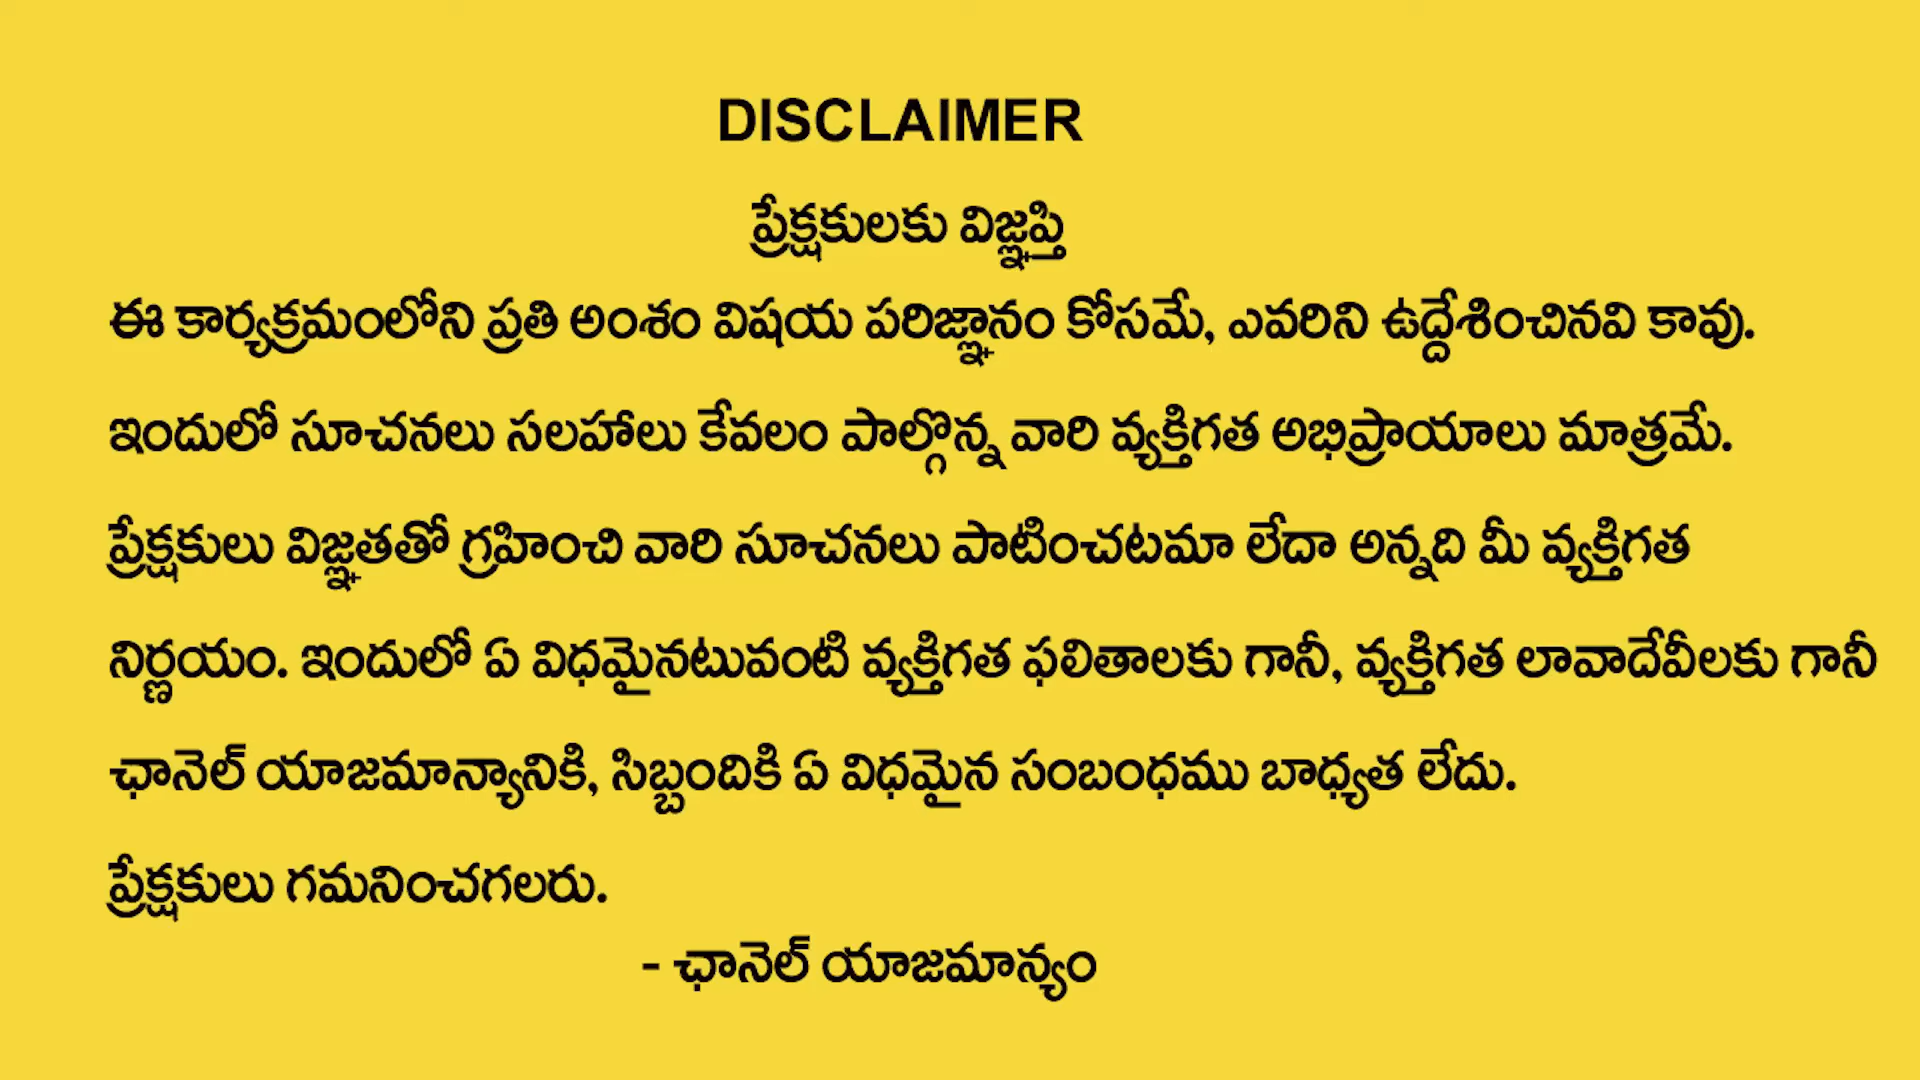 DISCLAIMER
ప్రేక్షకులకు విజ్ఞప్తి
ఈ కార్యక్రమంలోని ప్రతి అంశం విషయ పరిజ్ఞానం కోసమే, ఎవరిని ఉద్దేశించినవి కావు.
ఇందులో సూచనలు సలహాలు కేవలం పాల్గొన్న వారి వ్యక్తిగత అభిప్రాయాలు మాత్రమే.
ప్రేక్షకులు విజ్ఞతతో గ్రహించి వారి సూచనలు పాటించటమా లేదా అన్నది మీ వ్యక్తిగత
నిర్ణయం. ఇందులో ఏ విధమైనటువంటి వ్యక్తిగత ఫలితాలకు గానీ, వ్యక్తిగత లావాదేవీలకు గానీ
ఛానెల్ యాజమాన్యానికి, సిబ్బందికి ఏ విధమైన సంబంధము బాధ్యత లేదు.
ప్రేక్షకులు గమనించగలరు.
- ఛానెల్ యాజమాన్యం